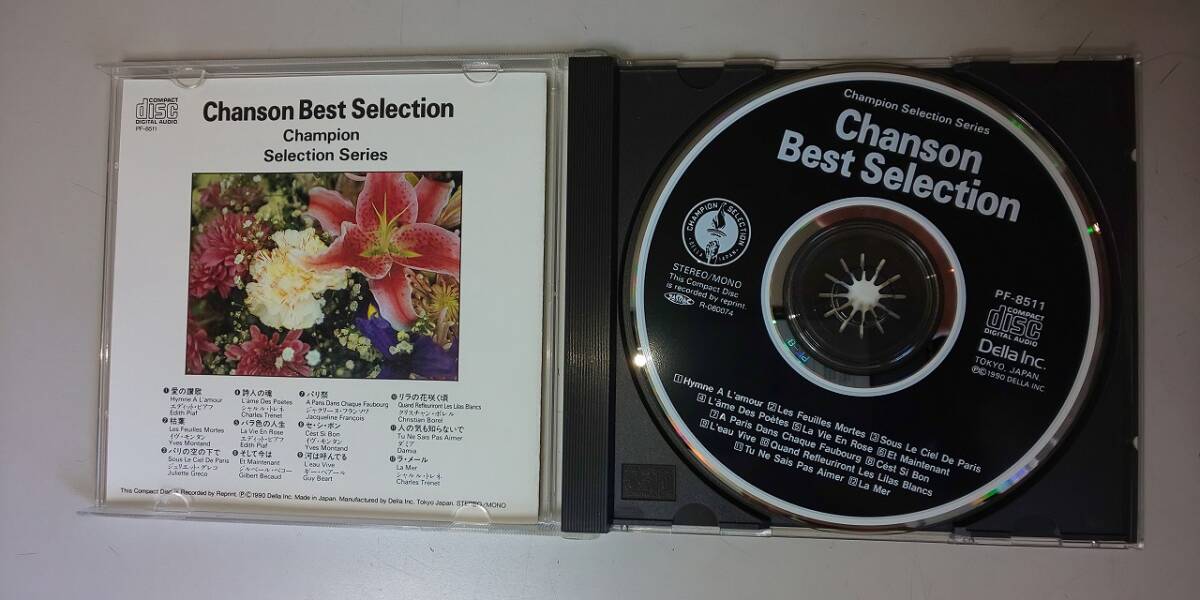 COMPACT
disc
DIGITAL AUDIO
PF-8511
Chanson Best Selection
Champion
Selection Series
❶ 愛の讃歌
Hymne A L'amour
エディット・ピアフ
Edith Piaf
❷ 枯葉
Les Feuilles Mortes
イヴ・モンタン
Yves Montand
❸ パリの空の下で
Sous Le Ciel De Paris
ジュリエット・グレコ
Juliette Greco
❹ 詩人の魂
L'âme Des Poètes
シャルル・トレネ
Charles Trenet
❺ バラ色の人生
La Vie En Rose
エディット・ピアフ
Edith Piaf
❻ そして今は
Et Maintenant
ジルベール・ベコー
Gilbert Becaud
❼ パリ祭
A Paris Dans Chaque Faubourg
ジャクリーヌ・フランソワ
Jacqueline François
❽ セ・シ・ボン
Cést Si Bon
イヴ・モンタン
Yves Montand
❾ 河は呼んでる
L'eau Vive
ギー・ベアール
Guy Beart
❿ リラの花咲く頃
Quand Refleuriront Les Lilas Blancs
クリスチャン・ボレル
Christian Borel
⓫ 人の気も知らないで
Tu Ne Sais Pas Aimer
ダミア
Damia
⓬ ラ・メール
La Mer
シャルル・トレネ
Charles Trenet
This Compact Disc is Recorded by Reprint. ℗©1990 Della Inc. Made in Japan. Manufactured by Della Inc. Tokyo Japan. STEREO/MONO
Champion Selection Series
Chanson
Best Selection
CHAMPION SELECTION
STEREO/MONO
This Compact Disc
is recorded by reprint.
JASRAC
R-060074
PF-8511
COMPACT
disc
DIGITAL AUDIO
Della Inc.
TOKYO, JAPAN
℗©1990 DELLA INC
1 Hymne A L'amour 2 Les Feuilles Mortes 3 Sous Le Ciel De Paris
4 L'âme Des Poètes 5 La Vie En Rose 6 Et Maintenant
7 A Paris Dans Chaque Faubourg 8 Cést Si Bon
9 L'eau Vive 10 Quand Refleuriront Les Lilas Blancs
11 Tu Ne Sais Pas Aimer 12 La Mer